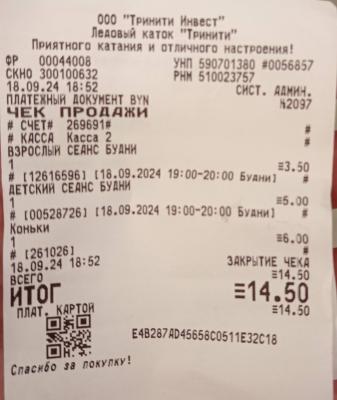 ООО "Тринити Инвест"
Ледовый каток "Тринити"
Приятного катания и отличного настроения!
ФР 00044008 УНП 590701380 #0056857
СКНО 300100632 РНМ 510023757
18.09.24 18:52 СИСТ. АДМИН.
ПЛАТЕЖНЫЙ ДОКУМЕНТ BYN №2097
ЧЕК ПРОДАЖИ
# СЧЕТ# 269691# #
# КАССА Касса 2 #
ВЗРОСЛЫЙ СЕАНС БУДНИ
1 ≡3.50
# [12616596] [18.09.2024 19:00-20:00 Будни] #
ДЕТСКИЙ СЕАНС БУДНИ
1 ≡5.00
# [00528726] [18.09.2024 19:00-20:00 Будни] #
Коньки
1 ≡6.00
# [261026] #
18.09.24 18:52 ЗАКРЫТИЕ ЧЕКА
ВСЕГО ≡14.50
ИТОГ ≡14.50
ПЛАТ. КАРТОЙ ≡14.50
E4B287AD45658C0511E32C18
Спасибо за покупку!